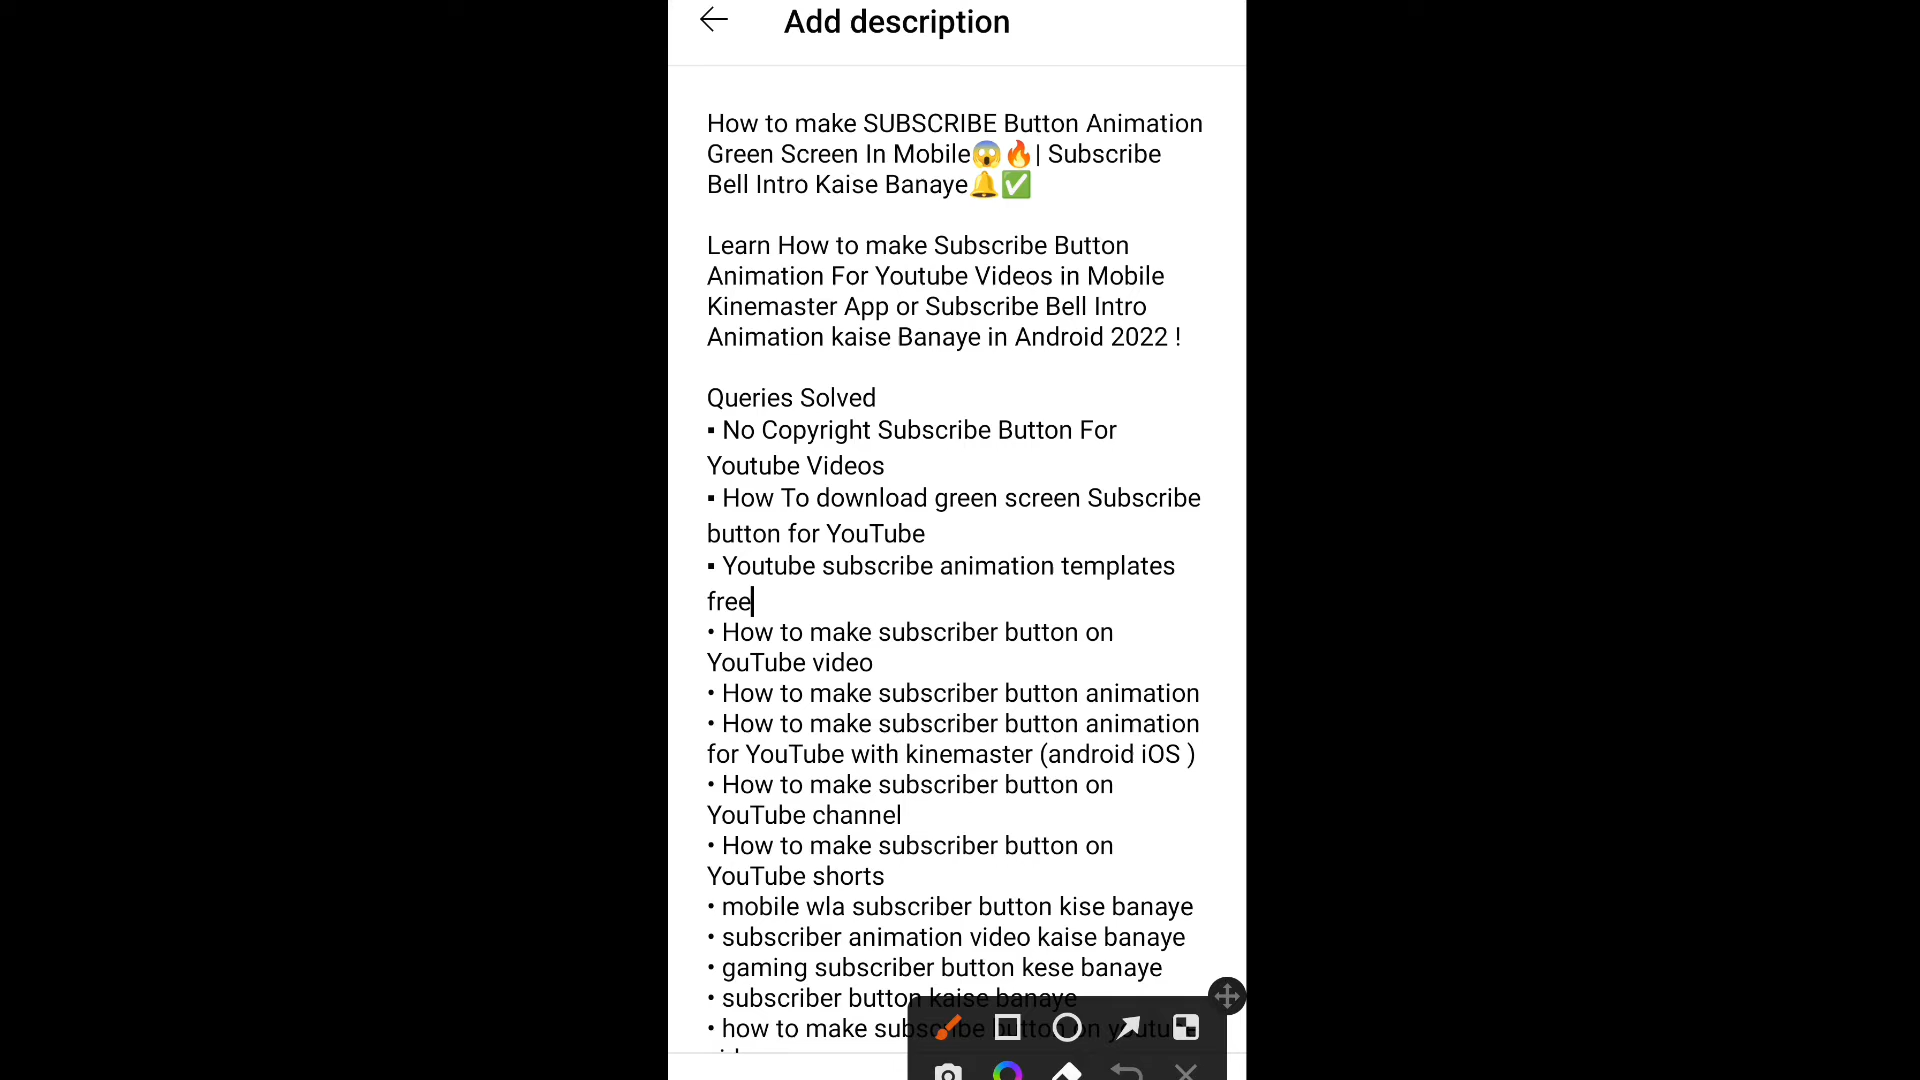 Add description
How to make SUBSCRIBE Button Animation
Green Screen In Mobile😱🔥| Subscribe
Bell Intro Kaise Banaye🔔✅
Learn How to make Subscribe Button
Animation For Youtube Videos in Mobile
Kinemaster App or Subscribe Bell Intro
Animation kaise Banaye in Android 2022 !
Queries Solved
▪ No Copyright Subscribe Button For
Youtube Videos
▪ How To download green screen Subscribe
button for YouTube
▪ Youtube subscribe animation templates
free
• How to make subscriber button on
YouTube video
• How to make subscriber button animation
• How to make subscriber button animation
for YouTube with kinemaster (android iOS )
• How to make subscriber button on
YouTube channel
• How to make subscriber button on
YouTube shorts
• mobile wla subscriber button kise banaye
• subscriber animation video kaise banaye
• gaming subscriber button kese banaye
• subscriber button kaise banaye
• how to make subscribe button on